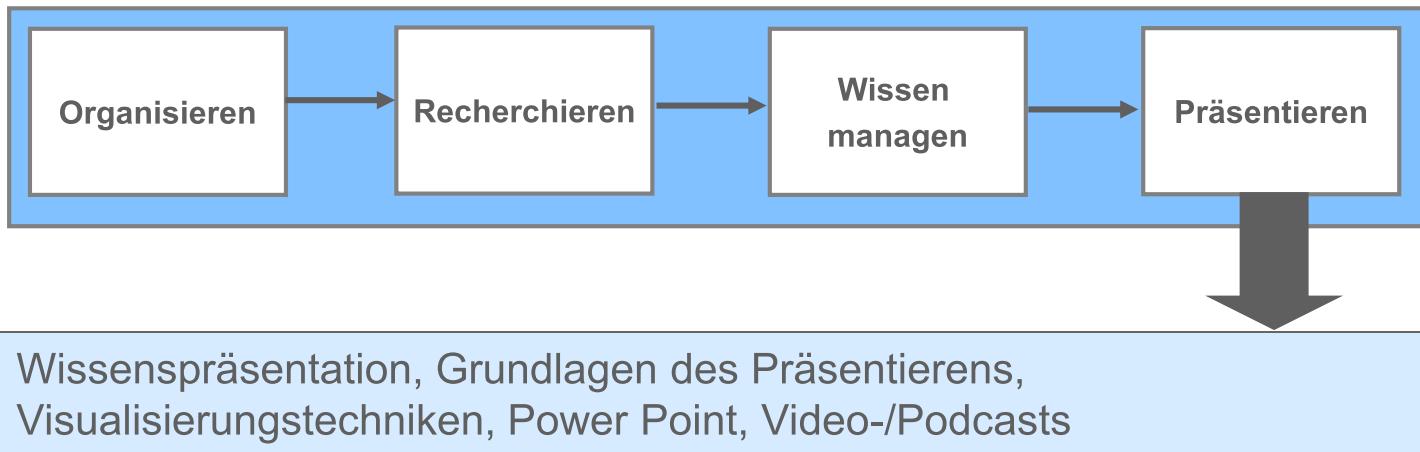 Organisieren
Recherchieren
Wissen
managen
Präsentieren
Wissenspräsentation, Grundlagen des Präsentierens,
Visualisierungstechniken, Power Point, Video-/Podcasts